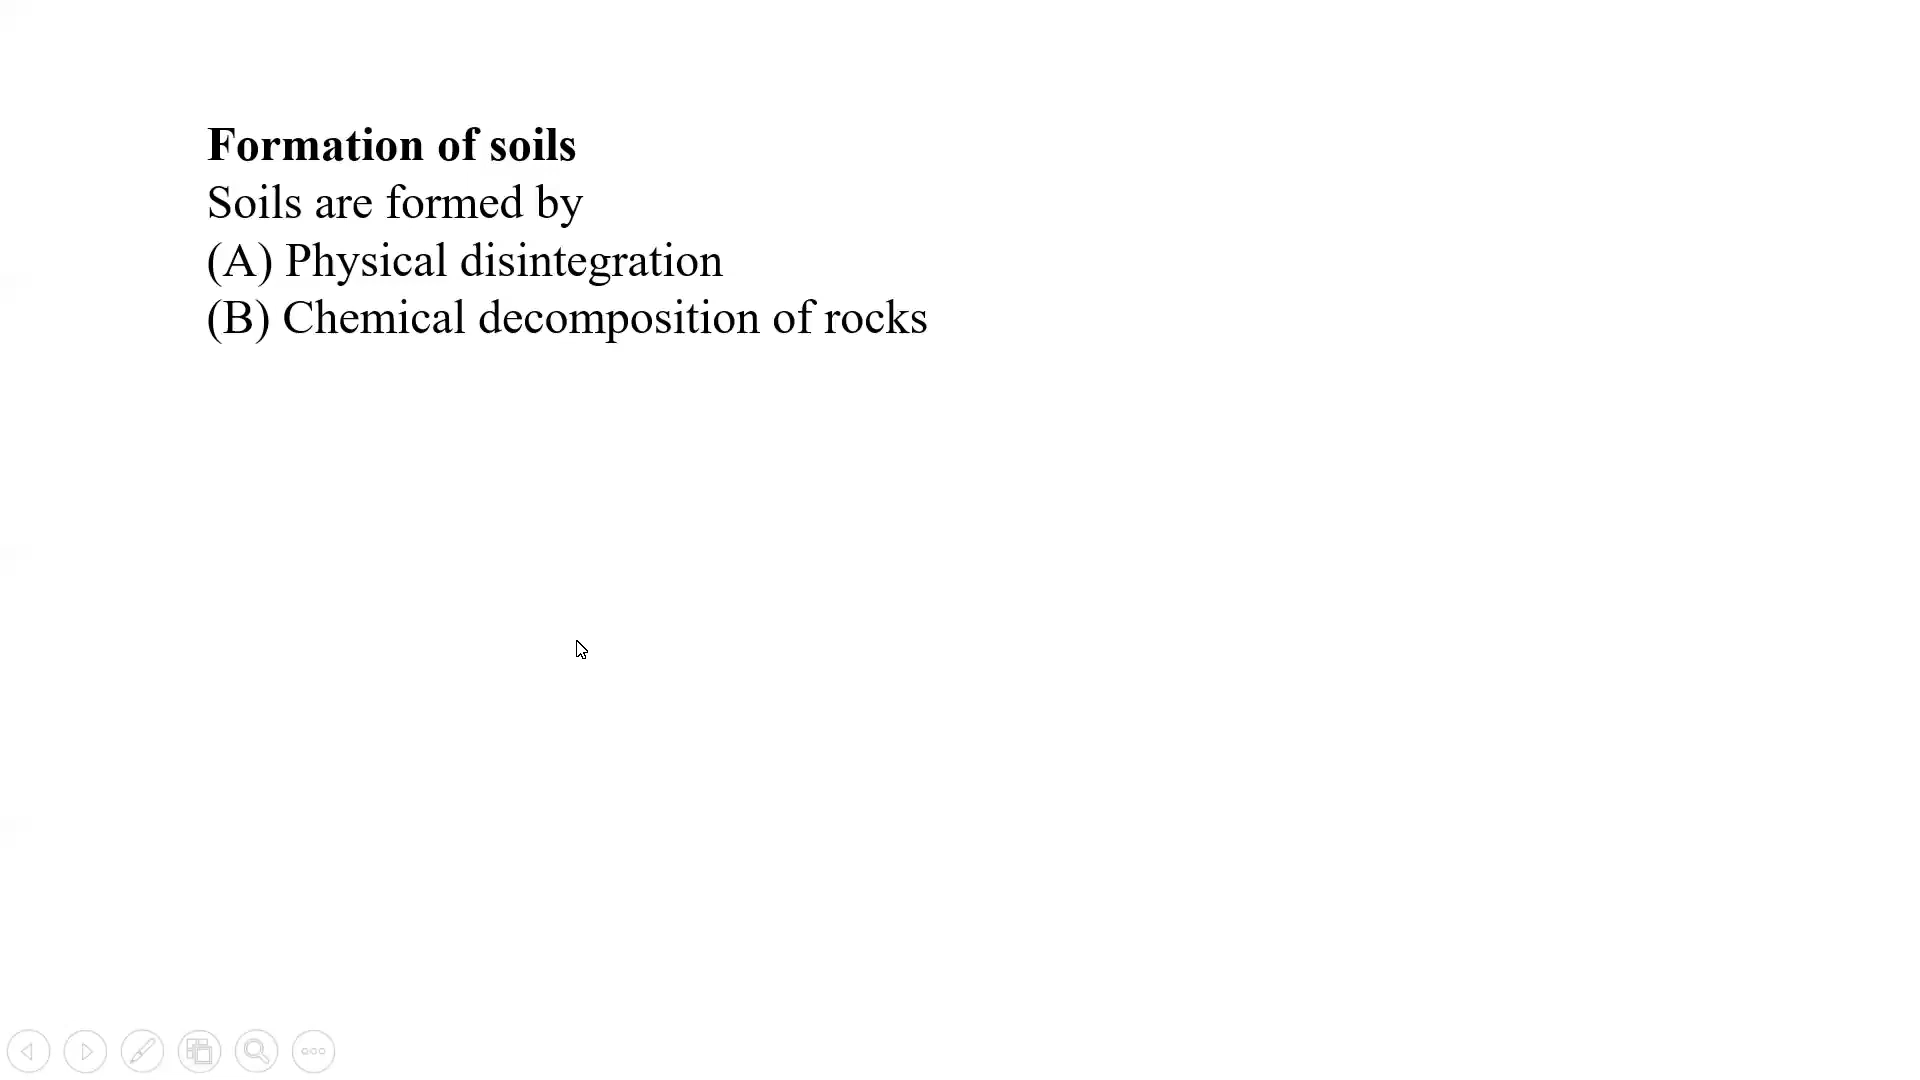 Formation of soils
Soils are formed by
(A) Physical disintegration
(B) Chemical decomposition of rocks